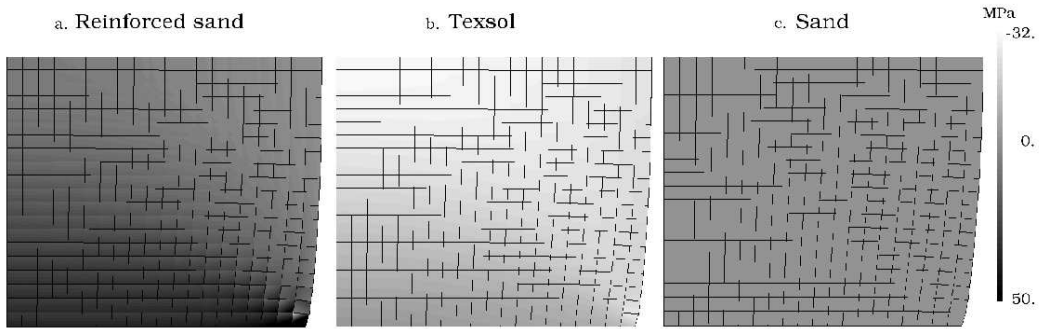 a. Reinforced sand
b. Texsol
c. Sand
MPa
-32.
0.
50.